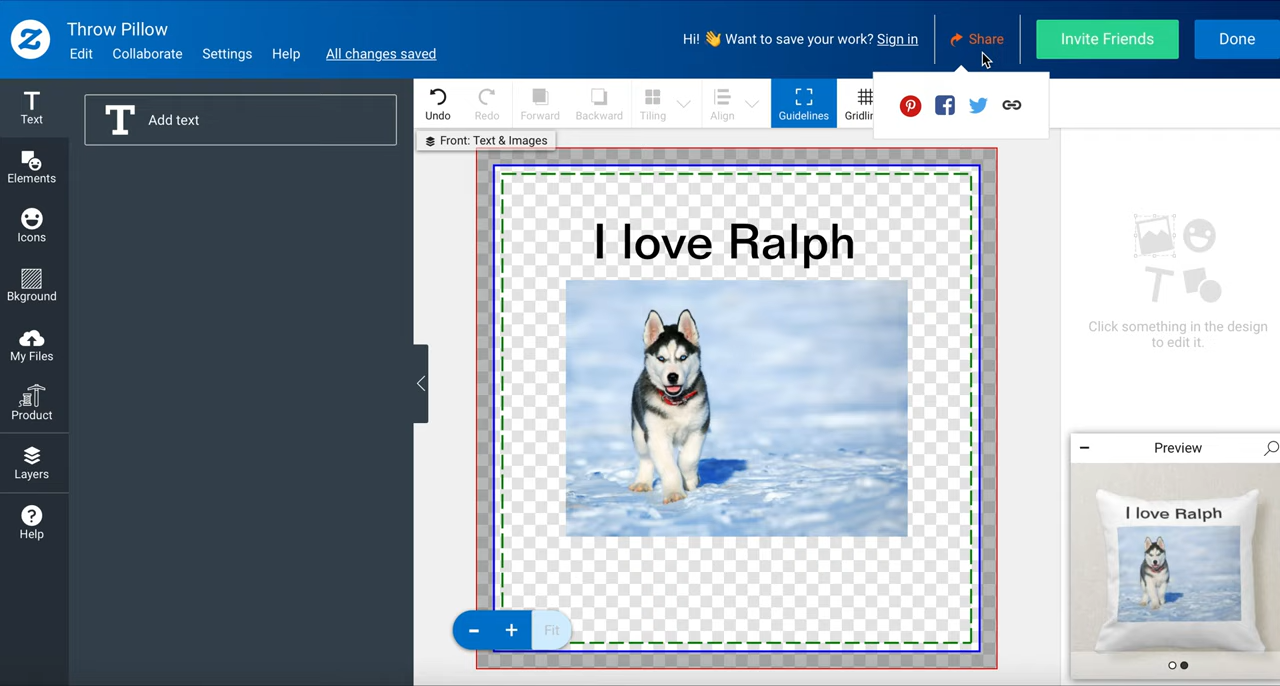 Throw Pillow
Edit Collaborate Settings Help All changes saved
Hi! 👋 Want to save your work? Sign in
Share
Invite Friends
Done
Text
Elements
Icons
Bkground
My Files
Product
Layers
Help
Add text
Undo Redo Forward Backward Tiling Align Guidelines Gridlin
Front: Text & Images
I love Ralph
Fit
Click something in the design
to edit it.
Preview
I love Ralph